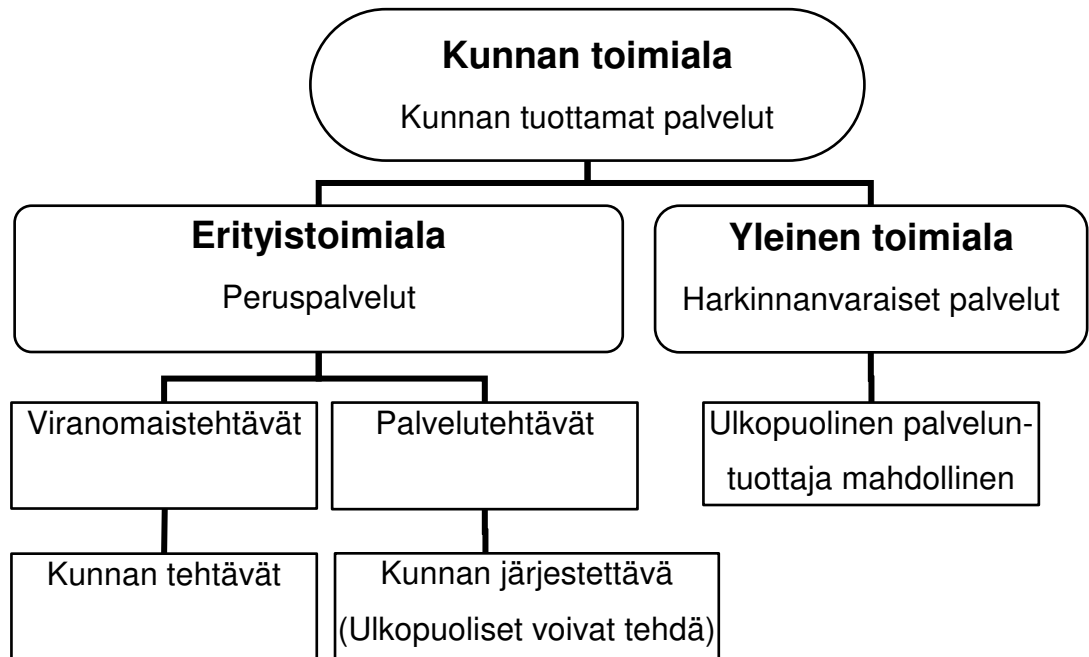 Kunnan toimiala
Kunnan tuottamat palvelut
Erityistoimiala
Peruspalvelut
Yleinen toimiala
Harkinnanvaraiset palvelut
Viranomaistehtävät
Palvelutehtävät
Ulkopuolinen palvelun-
tuottaja mahdollinen
Kunnan tehtävät
Kunnan järjestettävä
(Ulkopuoliset voivat tehdä)